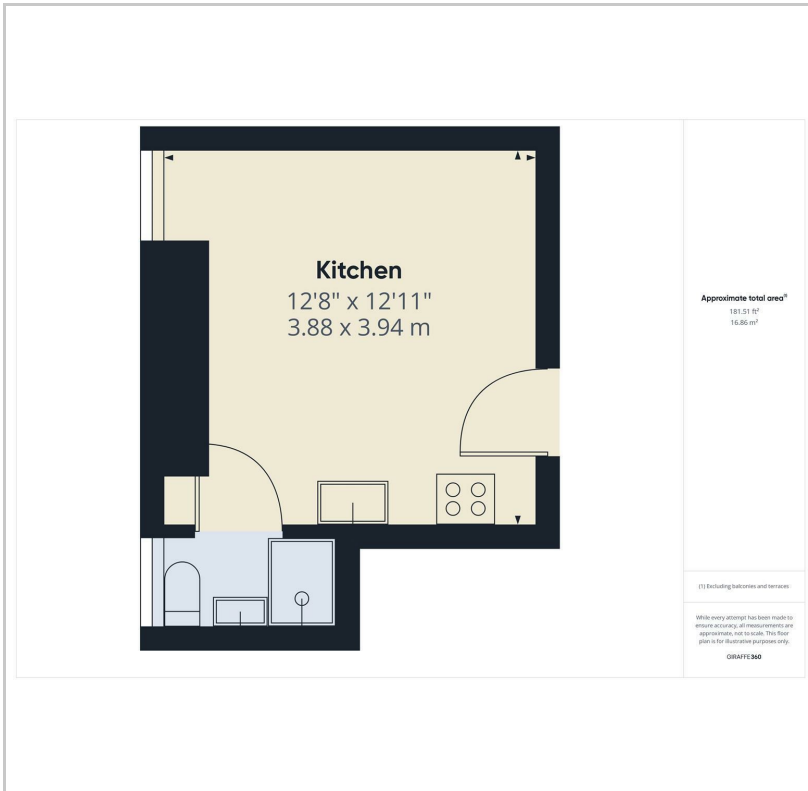 Kitchen
12'8" x 12'11"
3.88 x 3.94 m
Approximate total area⁽¹⁾
181.51 ft²
16.86 m²
(1) Excluding balconies and terraces
While every attempt has been made to
ensure accuracy, all measurements are
approximate, not to scale. This floor
plan is for illustrative purposes only.
GIRAFFE360